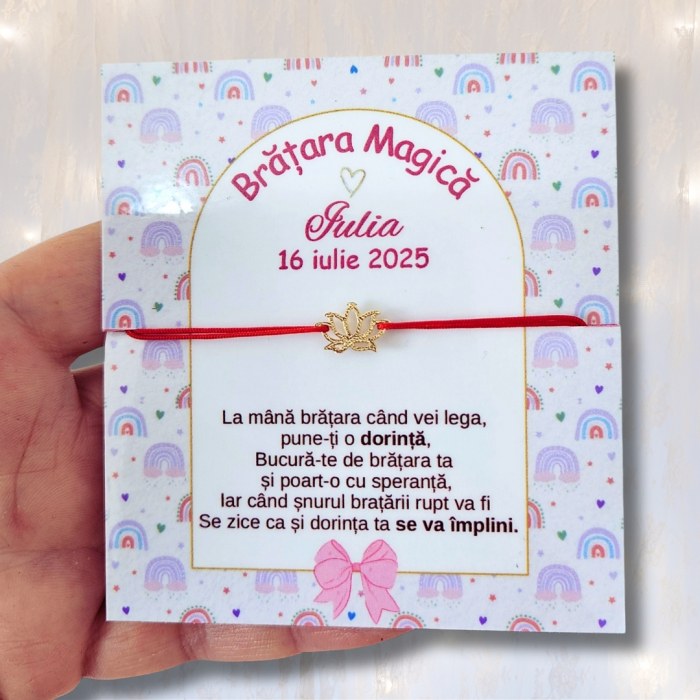 Brățara Magică
Iulia
16 iulie 2025
La mână brățara când vei lega,
pune-ți o dorință,
Bucură-te de brățara ta
și poart-o cu speranță,
Iar când șnurul brațării rupt va fi
Se zice ca și dorința ta se va împlini.